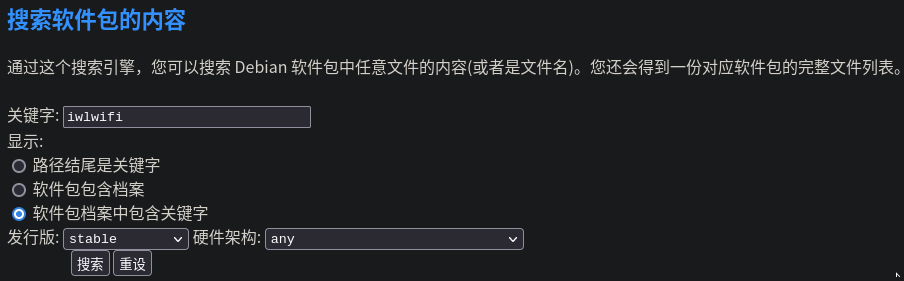 搜索软件包的内容
通过这个搜索引擎，您可以搜索 Debian 软件包中任意文件的内容(或者是文件名)。您还会得到一份对应软件包的完整文件列表。
关键字: iwlwifi
显示:
路径结尾是关键字
软件包包含档案
软件包档案中包含关键字
发行版: stable 硬件架构: any
搜索 重设